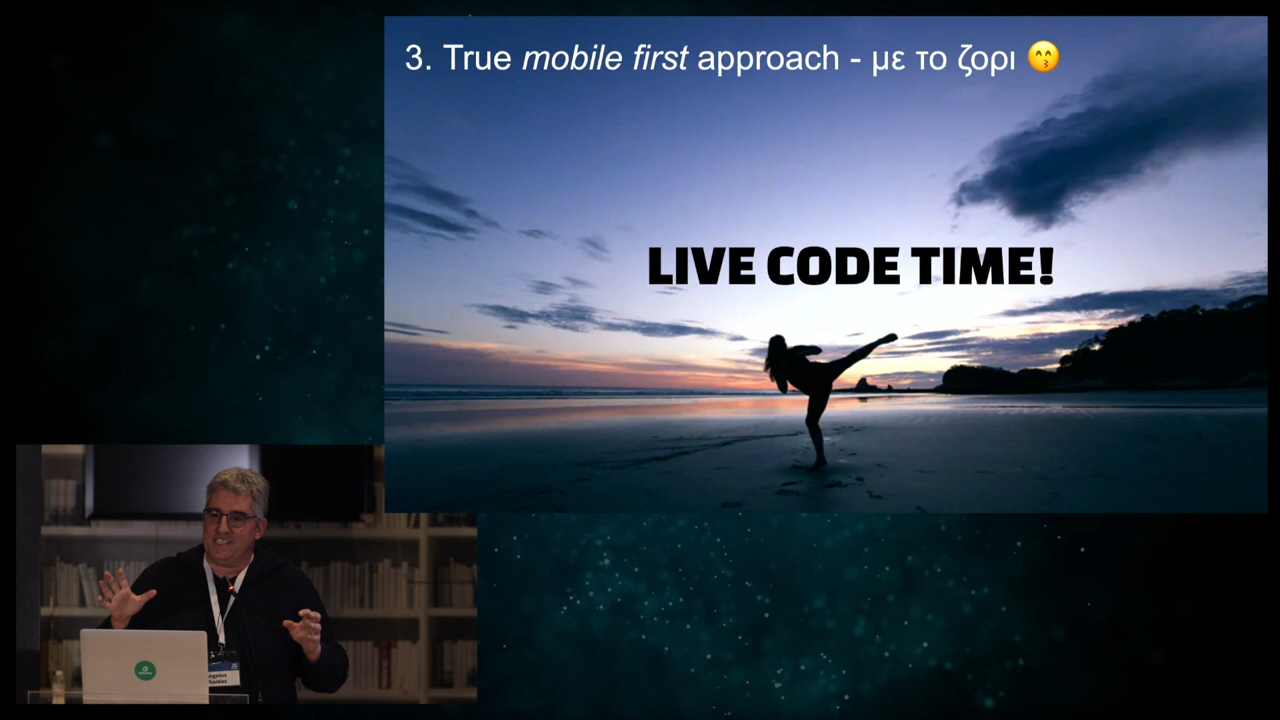 3. True mobile first approach - με το ζορι 😙
LIVE CODE TIME!